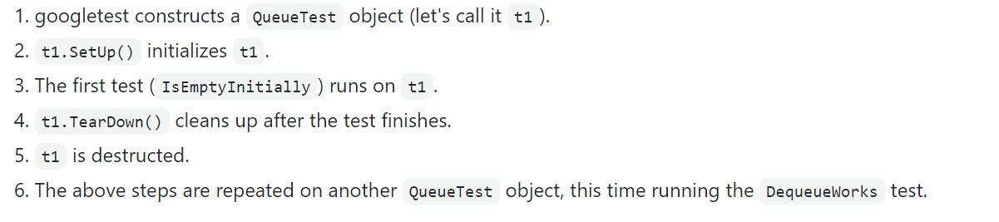 1. googletest constructs a QueueTest object (let's call it t1).
2. t1.SetUp() initializes t1.
3. The first test (IsEmptyInitially) runs on t1.
4. t1.TearDown() cleans up after the test finishes.
5. t1 is destructed.
6. The above steps are repeated on another QueueTest object, this time running the DequeueWorks test.